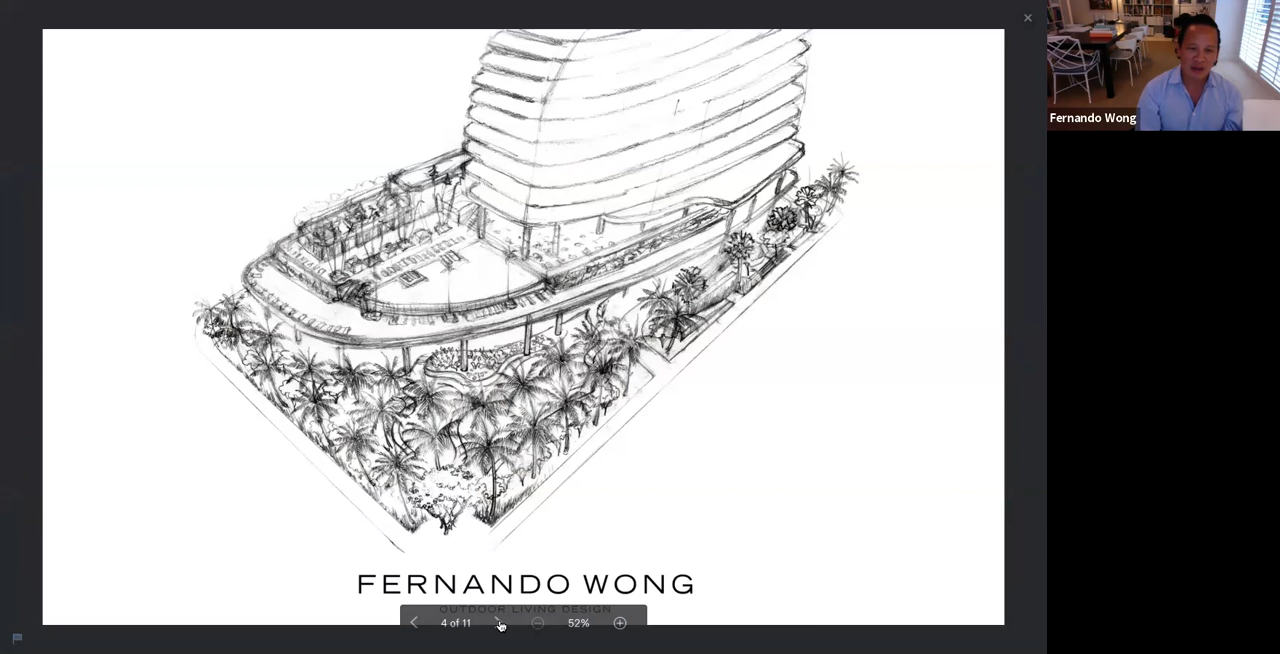 Fernando Wong
FERNANDO WONG
OUTDOOR LIVING DESIGN
4 of 11
52%